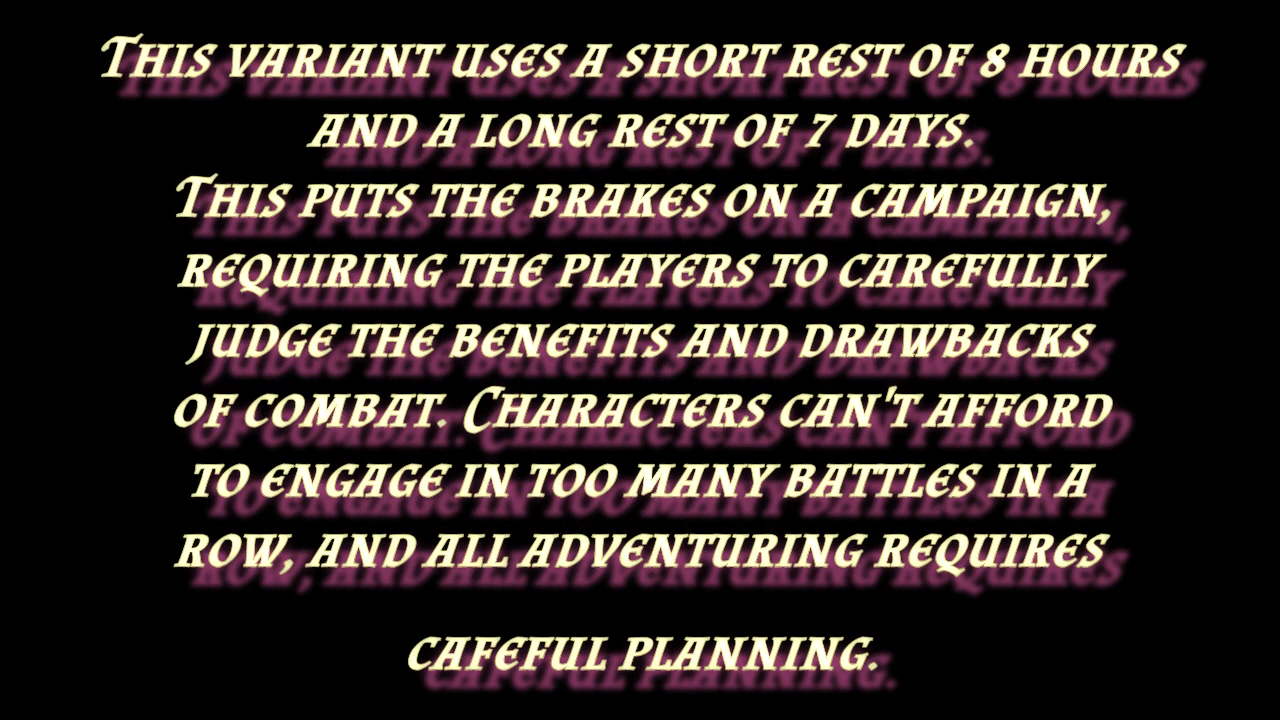 This variant uses a short rest of 8 hours
and a long rest of 7 days.
This puts the brakes on a campaign,
requiring the players to carefully
judge the benefits and drawbacks
of combat. Characters can't afford
to engage in too many battles in a
row, and all adventuring requires
cafeful planning.